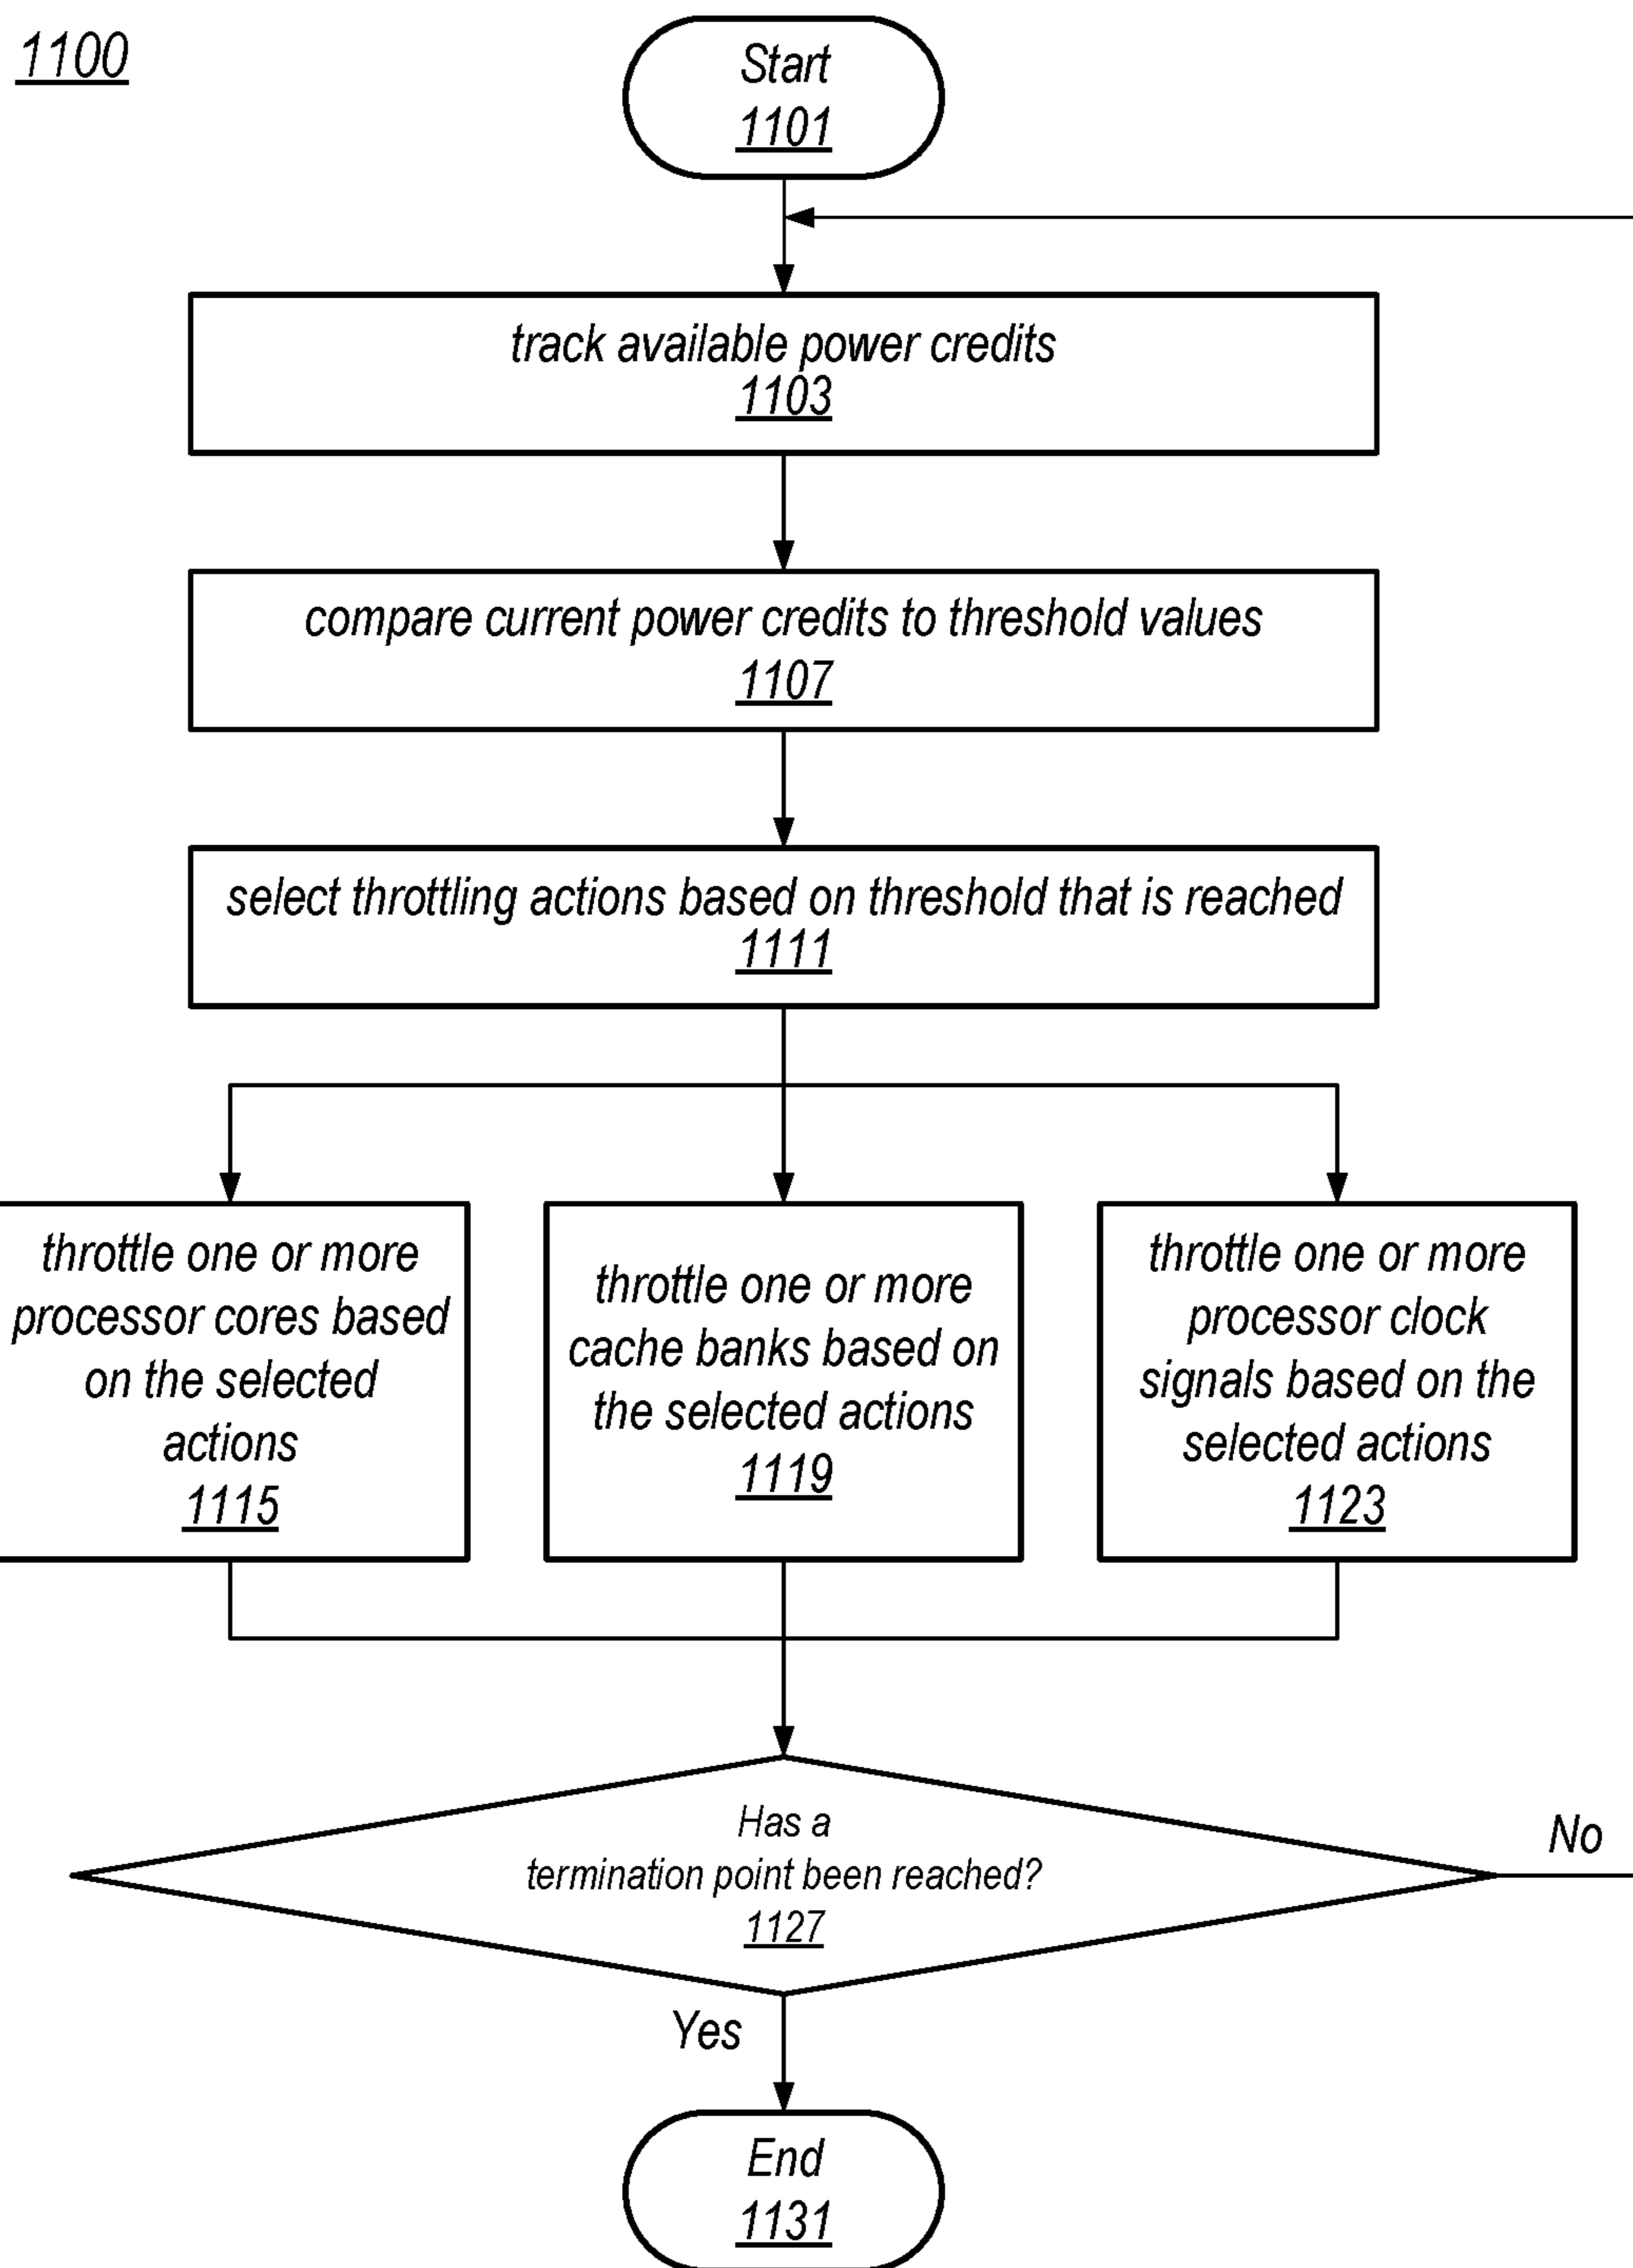 1100
Start
1101
track available power credits
1103
compare current power credits to threshold values
1107
select throttling actions based on threshold that is reached
1111
throttle one or more
processor cores based
on the selected
actions
1115
throttle one or more
cache banks based on
the selected actions
1119
throttle one or more
processor clock
signals based on the
selected actions
1123
Has a
termination point been reached?
1127
No
Yes
End
1131